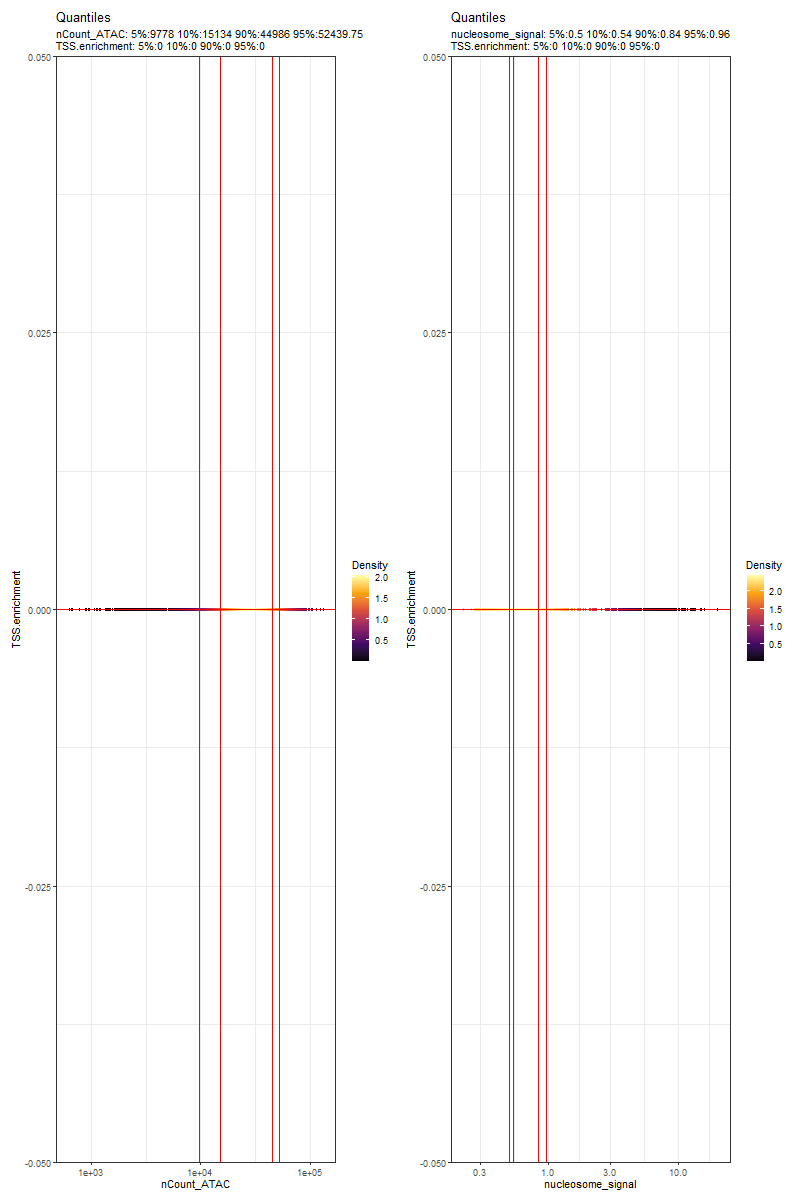 Quantiles
nCount_ATAC: 5%:9778 10%:15134 90%:44986 95%:52439.75
TSS.enrichment: 5%:0 10%:0 90%:0 95%:0
0.050
0.025
0.000
-0.025
-0.050
TSS.enrichment
1e+03 1e+04 1e+05
nCount_ATAC
Density
2.0
1.5
1.0
0.5
Quantiles
nucleosome_signal: 5%:0.5 10%:0.54 90%:0.84 95%:0.96
TSS.enrichment: 5%:0 10%:0 90%:0 95%:0
0.050
0.025
0.000
-0.025
-0.050
TSS.enrichment
0.3 1.0 3.0 10.0
nucleosome_signal
Density
2.0
1.5
1.0
0.5